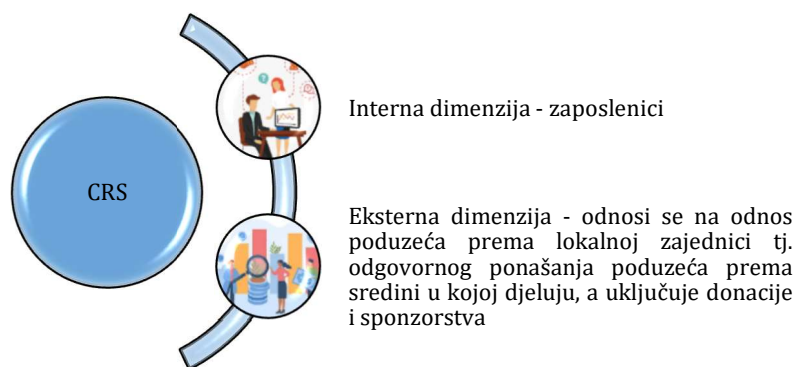 CRS
Interna dimenzija - zaposlenici
Eksterna dimenzija - odnosi se na odnos
poduzeća prema lokalnoj zajednici tj.
odgovornog ponašanja poduzeća prema
sredini u kojoj djeluju, a uključuje donacije
i sponzorstva